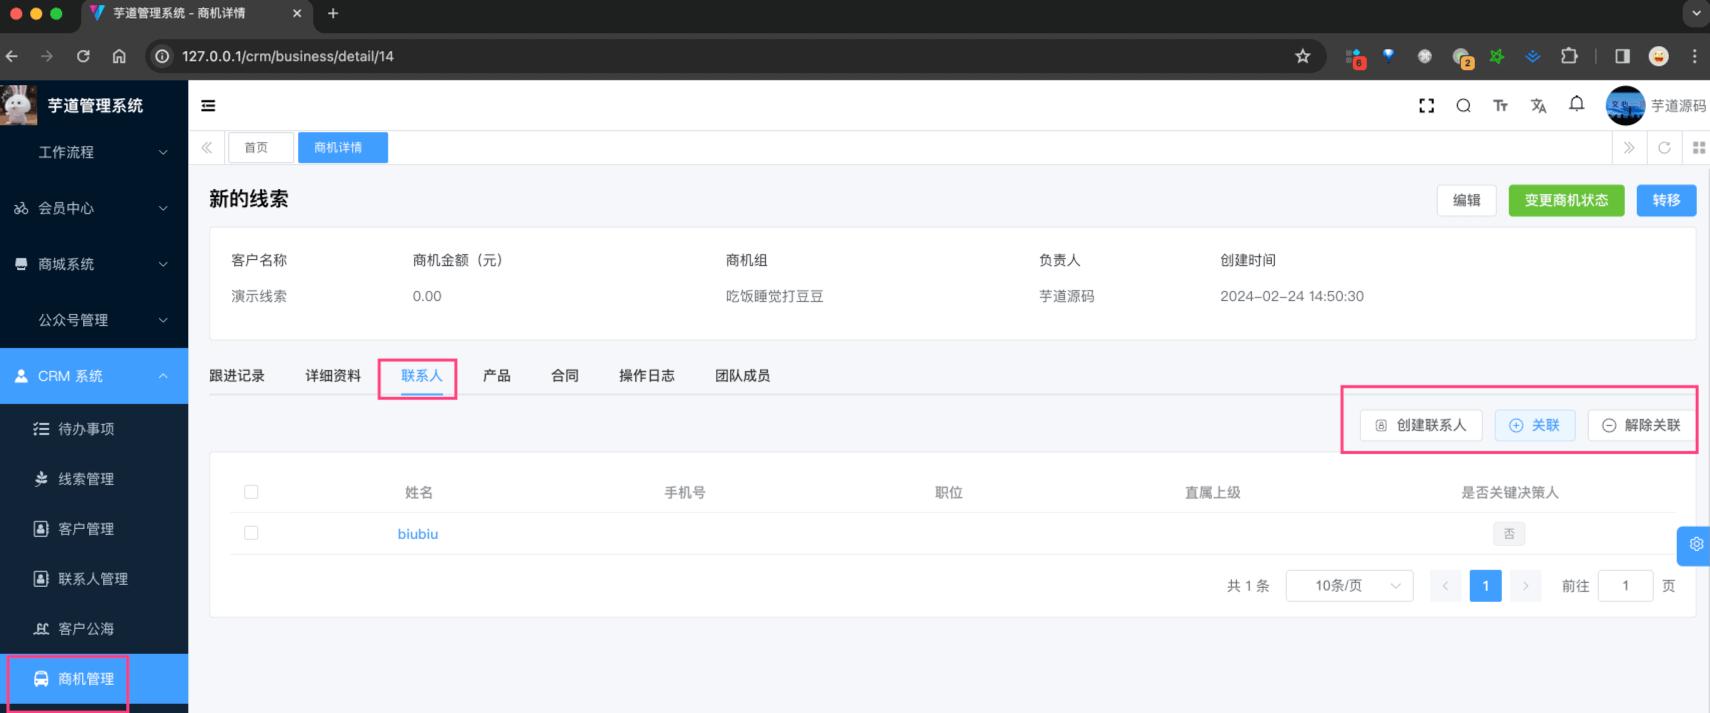 芋道管理系统 - 商机详情
127.0.0.1/crm/business/detail/14
6
2
芋道管理系统
芋道源码
首页
商机详情
工作流程
会员中心
商城系统
公众号管理
CRM 系统
待办事项
线索管理
客户管理
联系人管理
客户公海
商机管理
新的线索
编辑
变更商机状态
转移
客户名称
商机金额（元）
商机组
负责人
创建时间
演示线索
0.00
吃饭睡觉打豆豆
芋道源码
2024-02-24 14:50:30
跟进记录
详细资料
联系人
产品
合同
操作日志
团队成员
创建联系人
关联
解除关联
姓名
手机号
职位
直属上级
是否关键决策人
biubiu
否
共 1 条
10条/页
1
前往
1
页